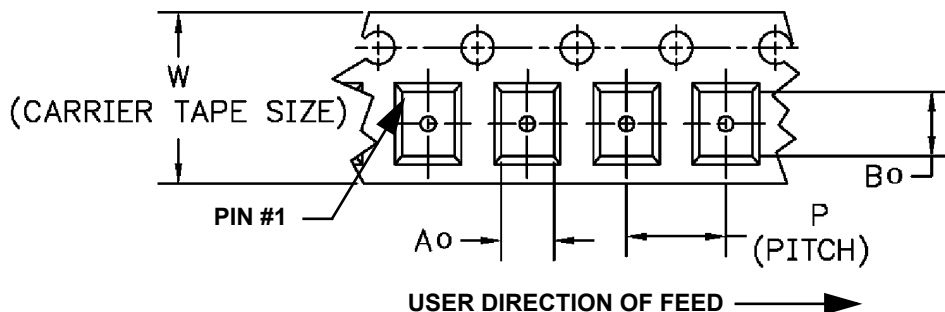 W
(CARRIER TAPE SIZE)
PIN #1
Ao
Bo
P
(PITCH)
USER DIRECTION OF FEED